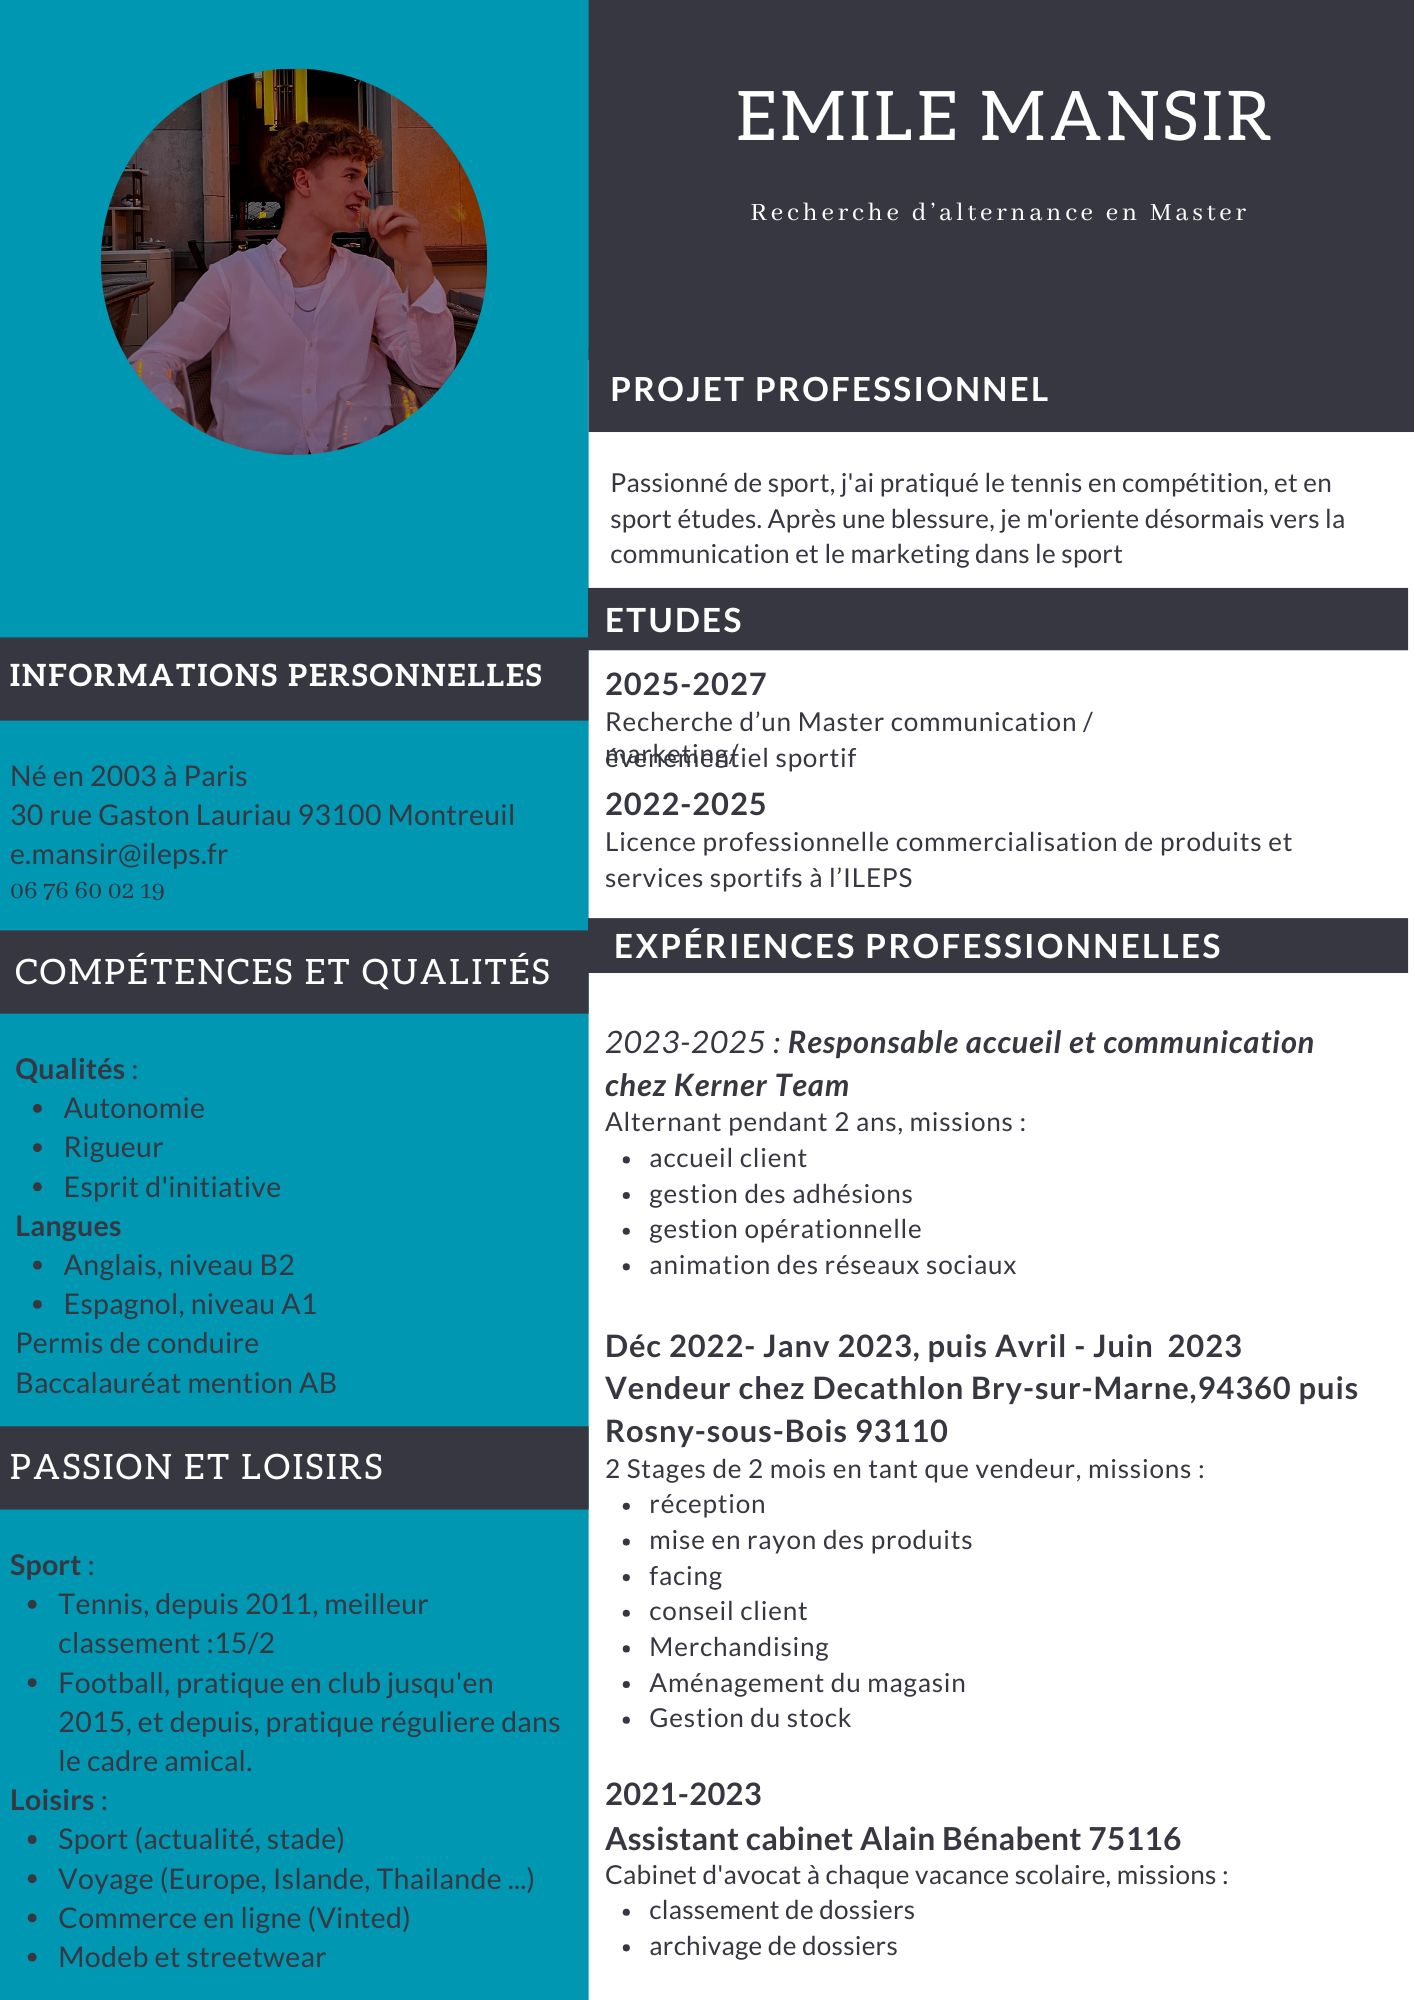 EMILE MANSIR
Recherche d’alternance en Master
PROJET PROFESSIONNEL
Passionné de sport, j'ai pratiqué le tennis en compétition, et en
sport études. Après une blessure, je m'oriente désormais vers la
communication et le marketing dans le sport
ETUDES
2025-2027
Recherche d’un Master communication /
marketing/
évenementiel sportif
2022-2025
Licence professionnelle commercialisation de produits et
services sportifs à l’ILEPS
EXPÉRIENCES PROFESSIONNELLES
2023-2025 : Responsable accueil et communication
chez Kerner Team
Alternant pendant 2 ans, missions :
• accueil client
• gestion des adhésions
• gestion opérationnelle
• animation des réseaux sociaux
Déc 2022- Janv 2023, puis Avril - Juin  2023
Vendeur chez Decathlon Bry-sur-Marne,94360 puis
Rosny-sous-Bois 93110
2 Stages de 2 mois en tant que vendeur, missions :
• réception
• mise en rayon des produits
• facing
• conseil client
• Merchandising
• Aménagement du magasin
• Gestion du stock
2021-2023
Assistant cabinet Alain Bénabent 75116
Cabinet d'avocat à chaque vacance scolaire, missions :
• classement de dossiers
• archivage de dossiers
INFORMATIONS PERSONNELLES
Né en 2003 à Paris
30 rue Gaston Lauriau 93100 Montreuil
e.mansir@ileps.fr
06 76 60 02 19
COMPÉTENCES ET QUALITÉS
Qualités :
• Autonomie
• Rigueur
• Esprit d'initiative
Langues
• Anglais, niveau B2
• Espagnol, niveau A1
Permis de conduire
Baccalauréat mention AB
PASSION ET LOISIRS
Sport :
• Tennis, depuis 2011, meilleur
classement :15/2
• Football, pratique en club jusqu'en
2015, et depuis, pratique réguliere dans
le cadre amical.
Loisirs :
• Sport (actualité, stade)
• Voyage (Europe, Islande, Thailande ...)
• Commerce en ligne (Vinted)
• Modeb et streetwear